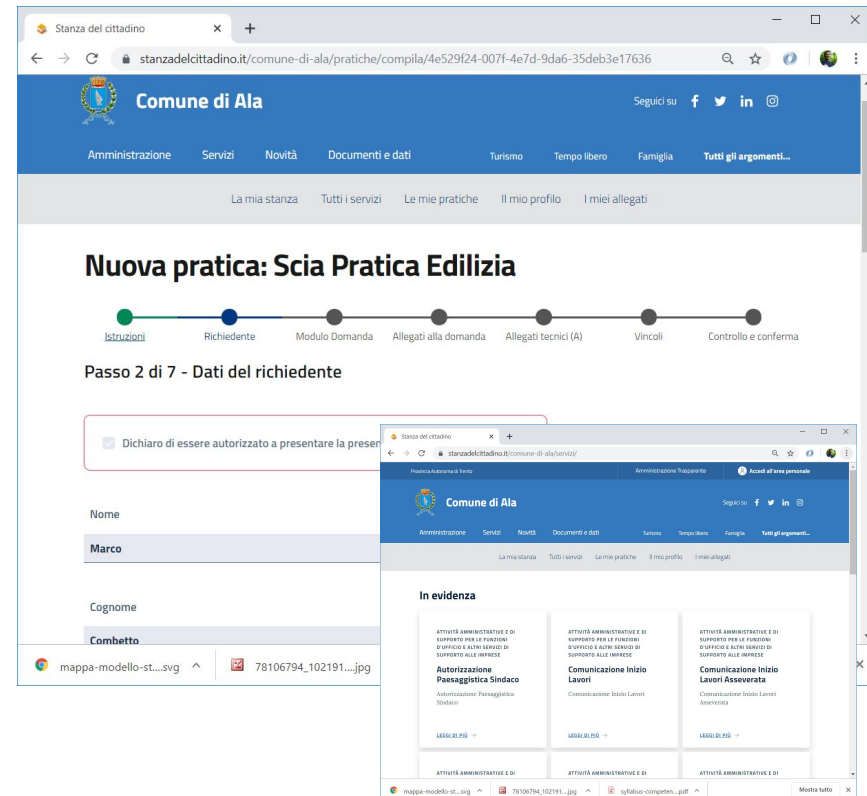 Stanza del cittadino
stanzadelcittadino.it/comune-di-ala/pratiche/compila/4e529f24-007f-4e7d-9da6-35deb3e17636
Comune di Ala
Seguici su
Amministrazione Servizi Novità Documenti e dati Turismo Tempo libero Famiglia Tutti gli argomenti...
La mia stanza Tutti i servizi Le mie pratiche Il mio profilo I miei allegati
Nuova pratica: Scia Pratica Edilizia
Istruzioni Richiedente Modulo Domanda Allegati alla domanda Allegati tecnici (A) Vincoli Controllo e conferma
Passo 2 di 7 - Dati del richiedente
Dichiaro di essere autorizzato a presentare la presen
Nome
Marco
Cognome
Combetto
mappa-modello-st....svg 78106794_102191....jpg
Stanza del cittadino
stanzadelcittadino.it/comune-di-ala/servizi/
Provincia Autonoma di Trento Amministrazione Trasparente Accedi all'area personale
Comune di Ala
Seguici su
Amministrazione Servizi Novità Documenti e dati Turismo Tempo libero Famiglia Tutti gli argomenti...
La mia stanza Tutti i servizi Le mie pratiche Il mio profilo I miei allegati
In evidenza
ATTIVITÀ AMMINISTRATIVE E DI
SUPPORTO PER LE FUNZIONI
D'UFFICIO E ALTRI SERVIZI DI
SUPPORTO ALLE IMPRESE
Autorizzazione
Paesaggistica Sindaco
Autorizzazione Paesaggistica
Sindaco
LEGGI DI PIÙ →
ATTIVITÀ AMMINISTRATIVE E DI
SUPPORTO PER LE FUNZIONI
D'UFFICIO E ALTRI SERVIZI DI
SUPPORTO ALLE IMPRESE
Comunicazione Inizio
Lavori
Comunicazione Inizio Lavori
LEGGI DI PIÙ →
ATTIVITÀ AMMINISTRATIVE E DI
SUPPORTO PER LE FUNZIONI
D'UFFICIO E ALTRI SERVIZI DI
SUPPORTO ALLE IMPRESE
Comunicazione Inizio
Lavori Asseverata
Comunicazione Inizio Lavori
Asseverata
LEGGI DI PIÙ →
ATTIVITÀ AMMINISTRATIVE E DI ATTIVITÀ AMMINISTRATIVE E DI ATTIVITÀ AMMINISTRATIVE E DI
mappa-modello-st....svg 78106794_102191....jpg syllabus-competen....pdf Mostra tutto